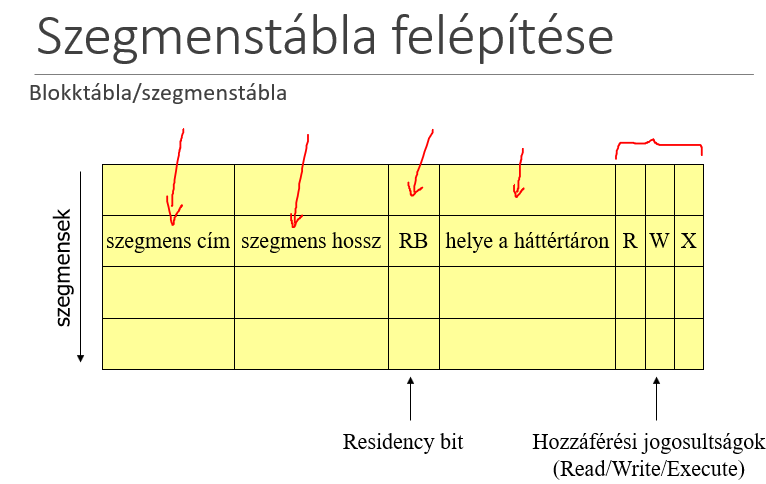 Szegmenstábla felépítése
Blokktábla/szegmenstábla
szegmensek
szegmens cím szegmens hossz RB helye a háttértáron R W X
Residency bit
Hozzáférési jogosultságok
(Read/Write/Execute)